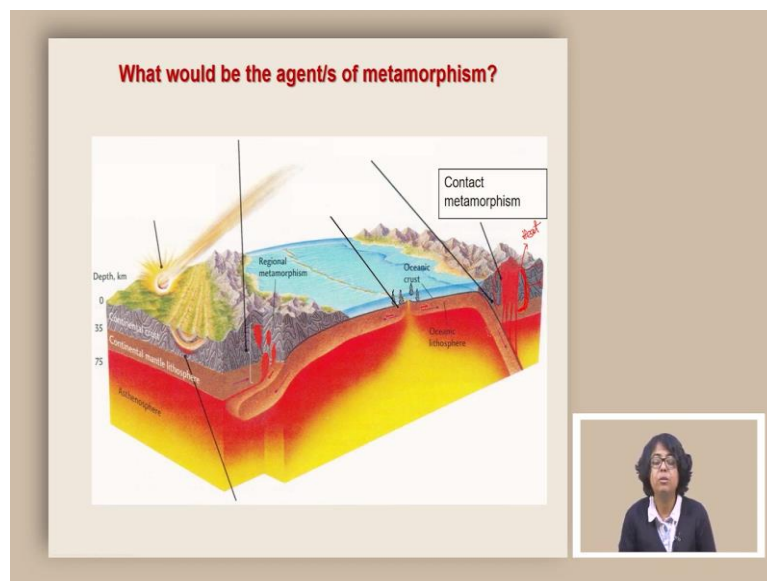 What would be the agent/s of metamorphism?
Contact
metamorphism
Heat
Regional
metamorphism
Oceanic
crust
Depth, km
0
Continental crust
Oceanic
lithosphere
35
Continental mantle lithosphere
75
Asthenosphere